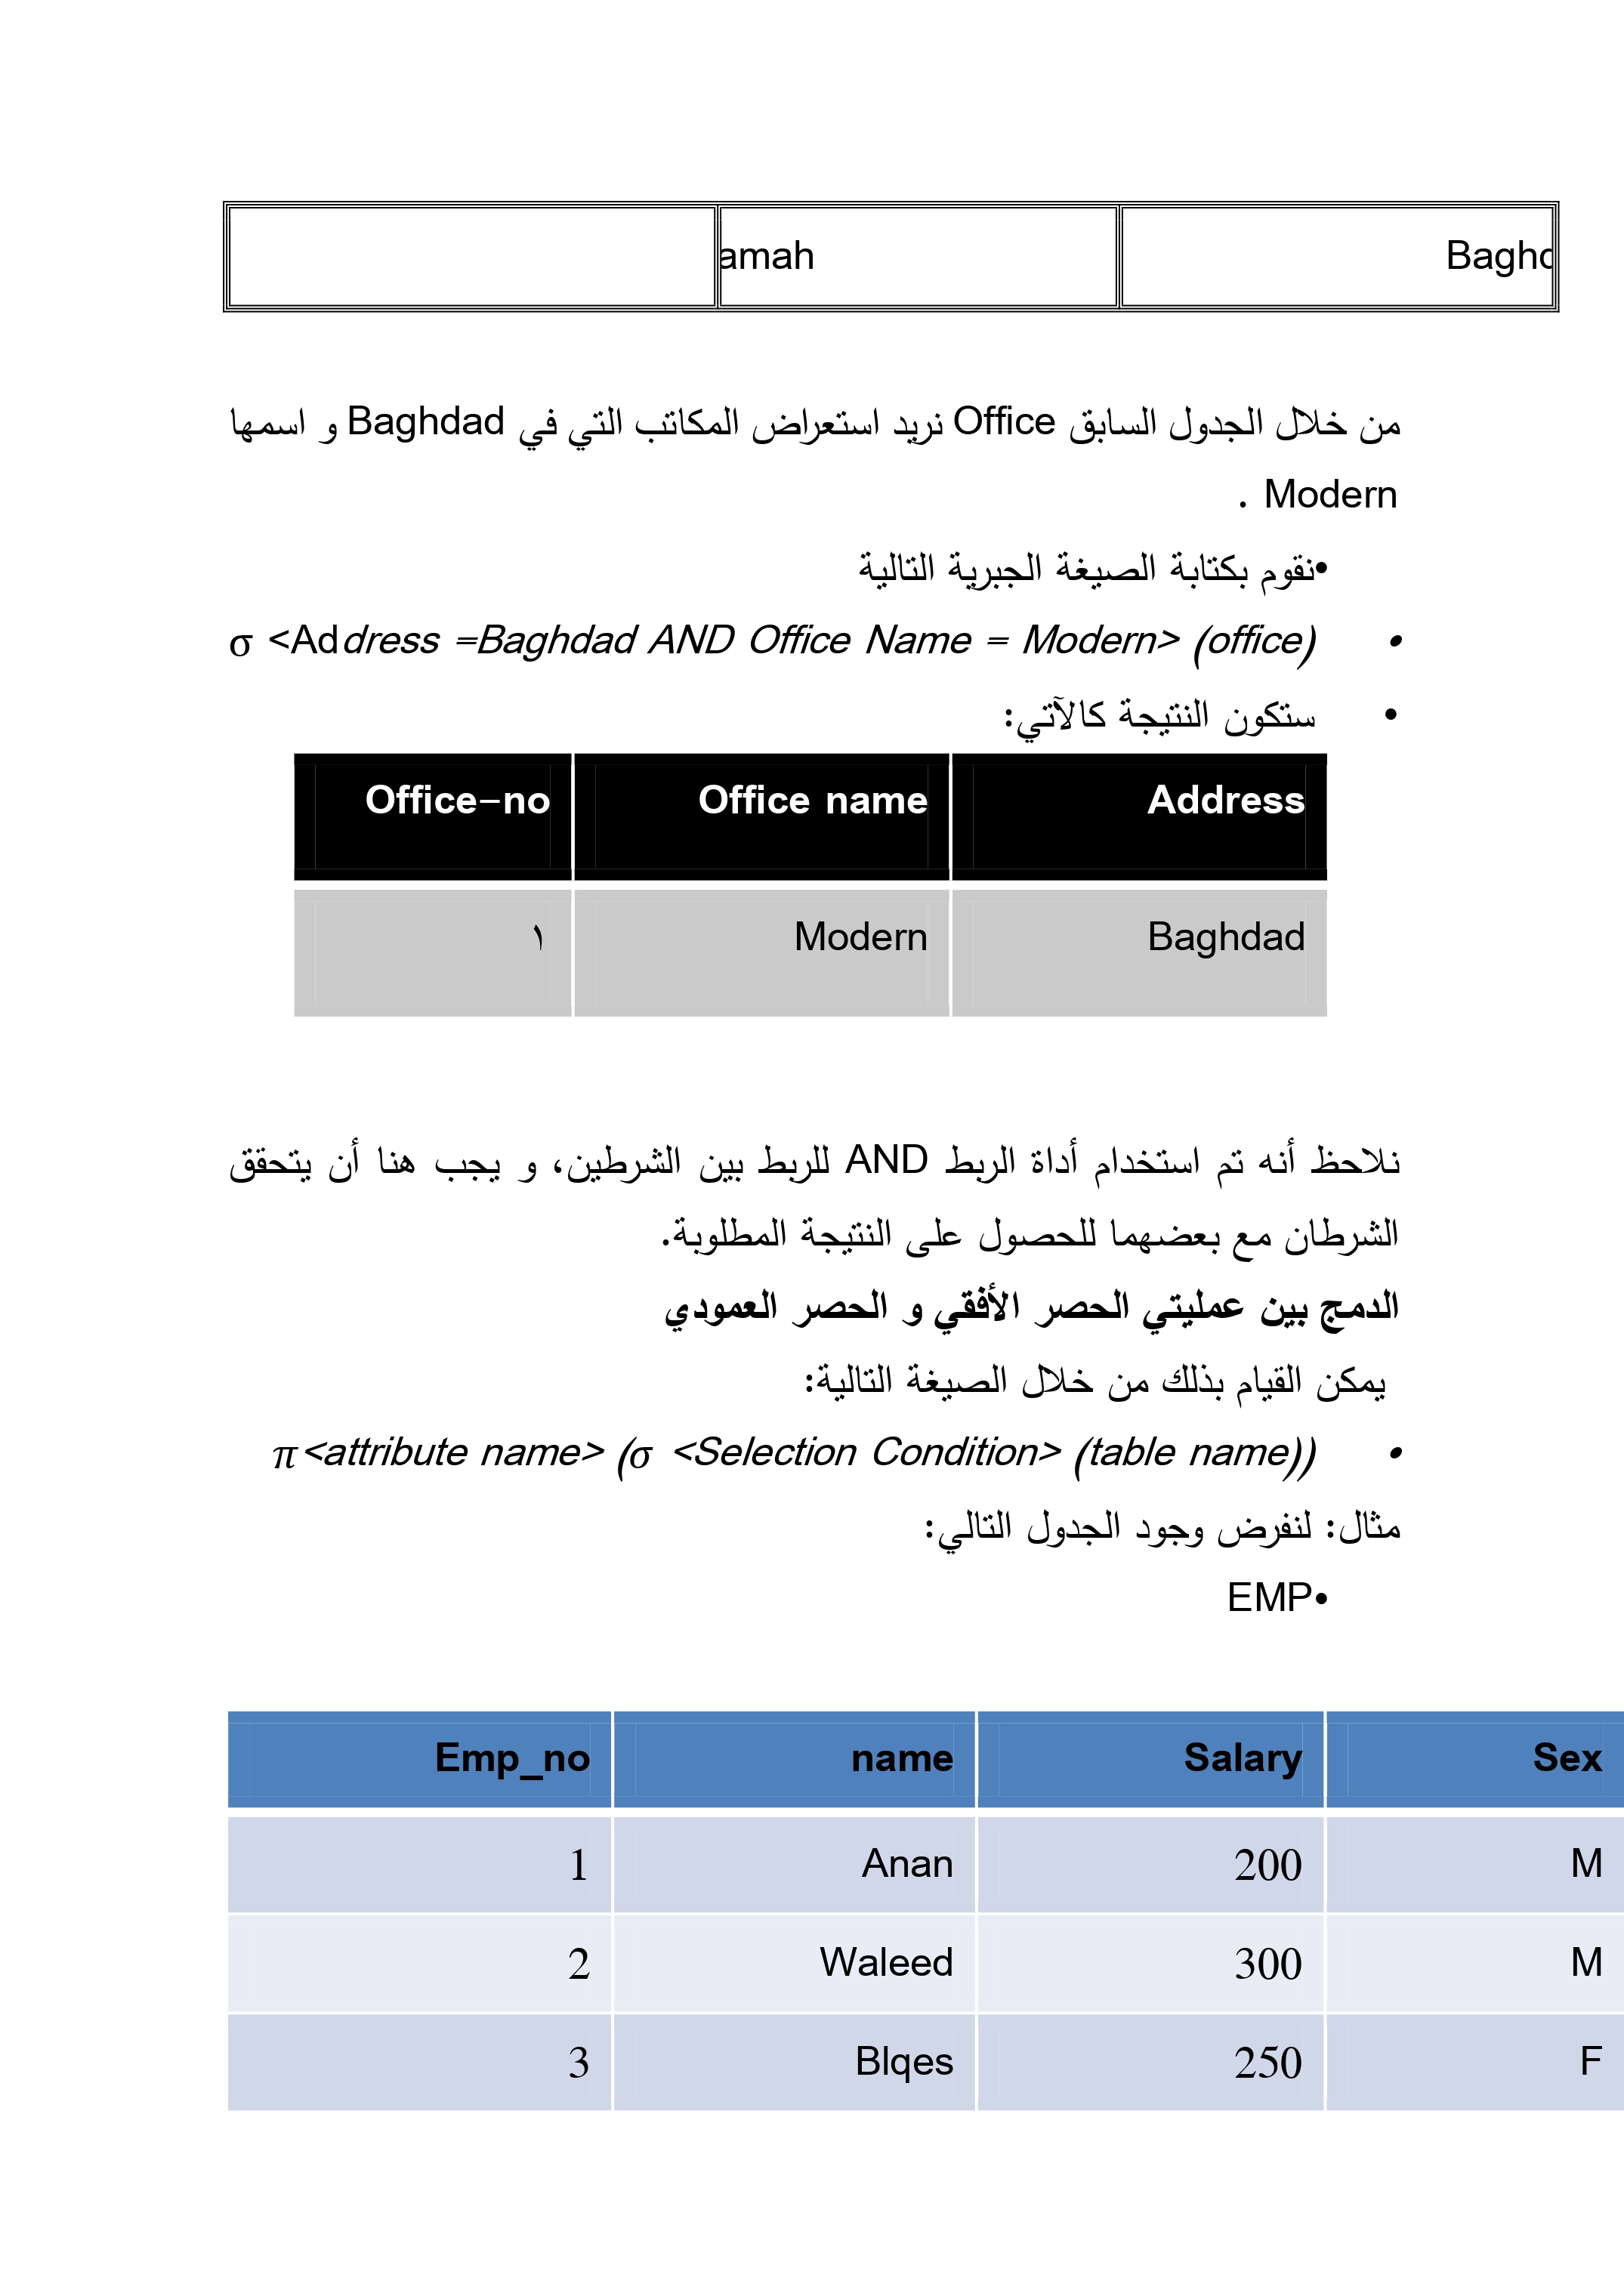 amah Baghd
من خلال الجدول السابق Office نريد استعراض المكاتب التي في Baghdad و اسمها
Modern .
•نقوم بكتابة الصيغة الجبرية التالية
• σ <Address =Baghdad AND Office Name = Modern> (office)
• ستكون النتيجة كالآتي:
Office-no Office name Address
١ Modern Baghdad
نلاحظ أنه تم استخدام أداة الربط AND للربط بين الشرطين، و يجب هنا أن يتحقق
الشرطان مع بعضهما للحصول على النتيجة المطلوبة.
الدمج بين عمليتي الحصر الأفقي و الحصر العمودي
يمكن القيام بذلك من خلال الصيغة التالية:
• π<attribute name> (σ <Selection Condition> (table name))
مثال: لنفرض وجود الجدول التالي:
•EMP
Emp_no name Salary Sex
1 Anan 200 M
2 Waleed 300 M
3 Blqes 250 F